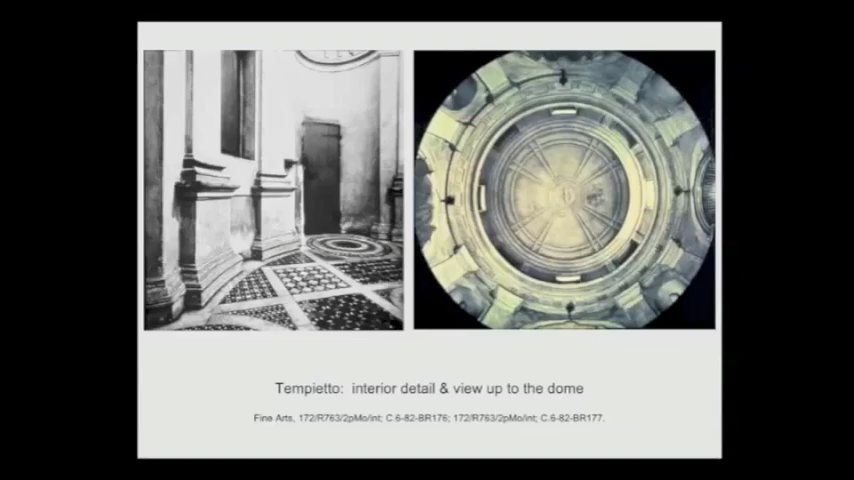 Tempietto: interior detail & view up to the dome
Fine Arts, 172/R763/2pMo/int; C.6-82-BR176; 172/R763/2pMo/int; C.6-82-BR177.